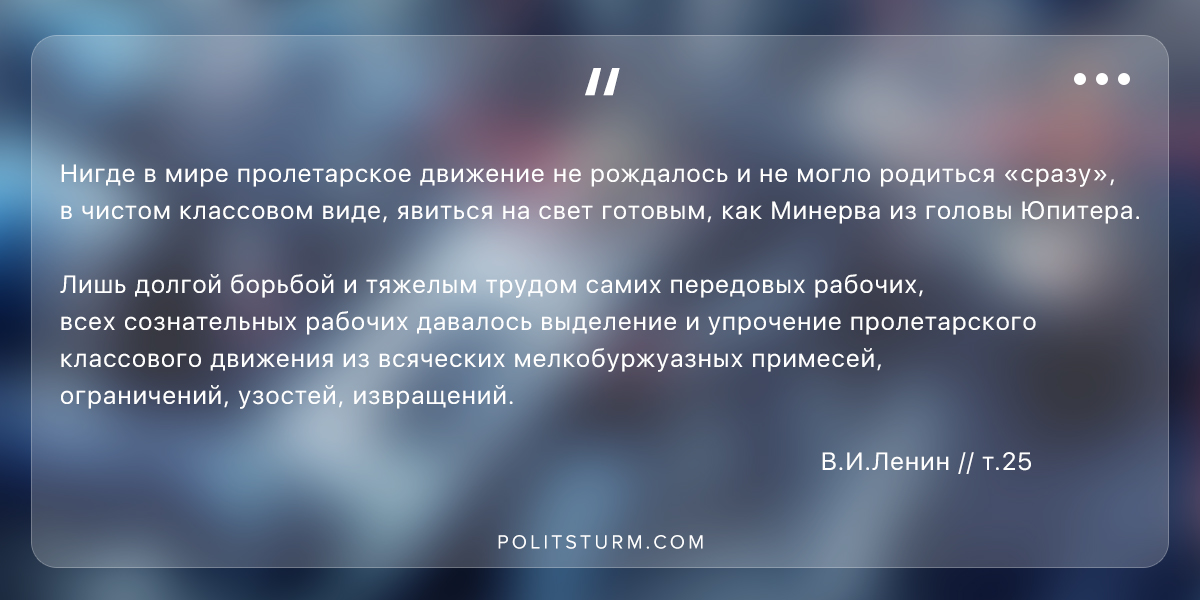 Нигде в мире пролетарское движение не рождалось и не могло родиться «сразу»,
в чистом классовом виде, явиться на свет готовым, как Минерва из головы Юпитера.
Лишь долгой борьбой и тяжелым трудом самих передовых рабочих,
всех сознательных рабочих давалось выделение и упрочение пролетарского
классового движения из всяческих мелкобуржуазных примесей,
ограничений, узостей, извращений.
В.И.Ленин // т.25
POLITSTURM.COM